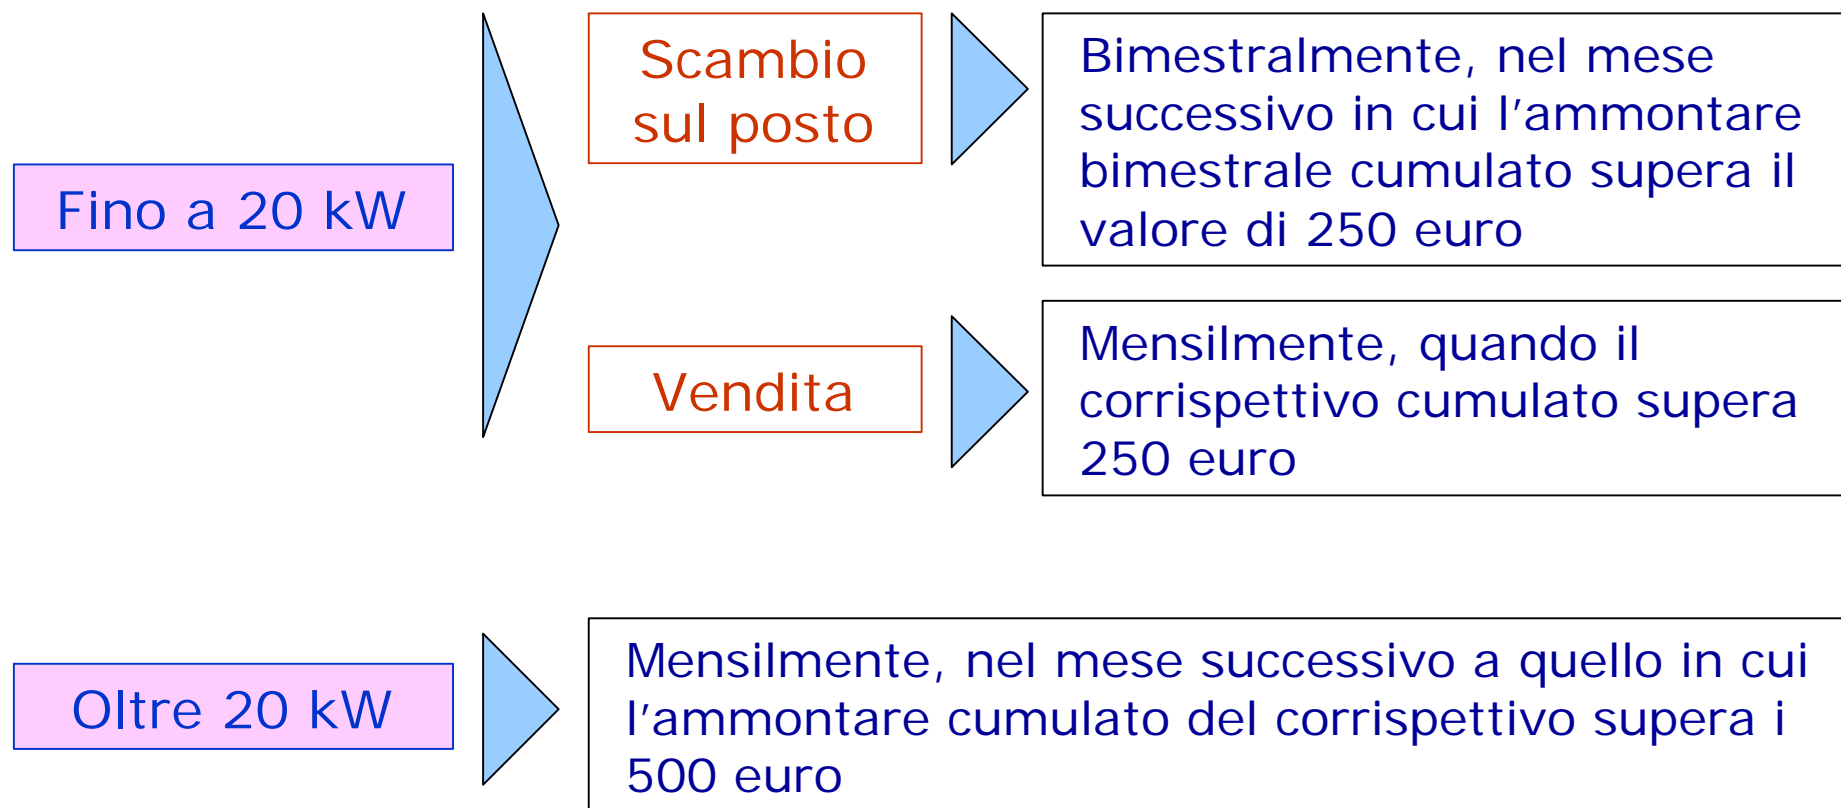 Fino a 20 kW
Scambio
sul posto
Bimestralmente, nel mese
successivo in cui l’ammontare
bimestrale cumulato supera il
valore di 250 euro
Vendita
Mensilmente, quando il
corrispettivo cumulato supera
250 euro
Oltre 20 kW
Mensilmente, nel mese successivo a quello in cui
l’ammontare cumulato del corrispettivo supera i
500 euro